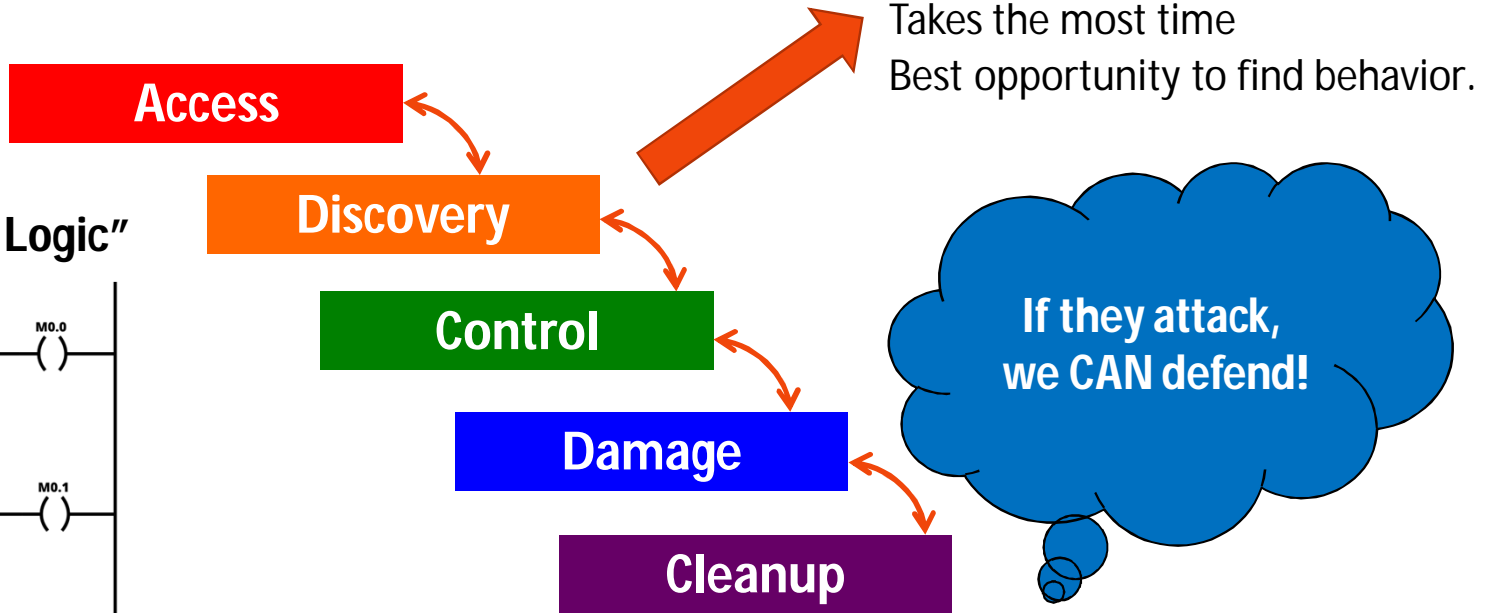 Takes the most time
Best opportunity to find behavior.
Access
Discovery
Logic"
Control
M0.0
If they attack,
we CAN defend!
Damage
M0.1
Cleanup